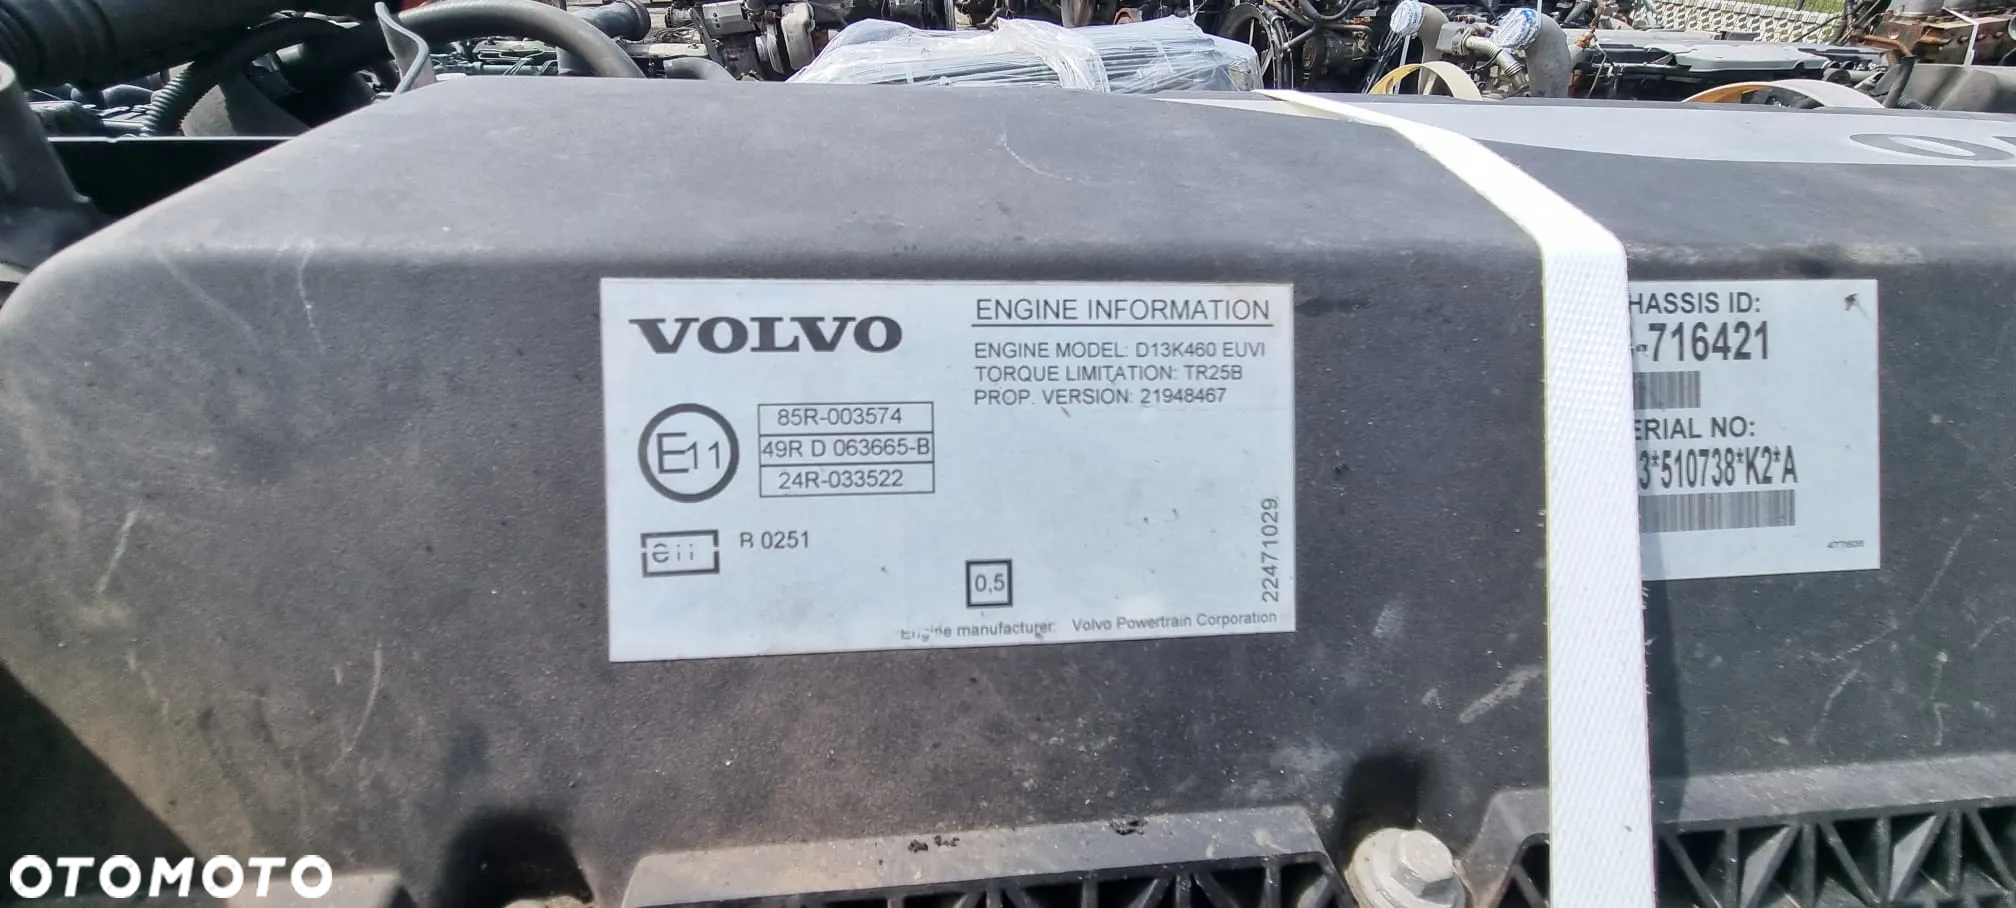 VOLVO
ENGINE INFORMATION
ENGINE MODEL: D13K460 EUVI
TORQUE LIMITATION: TR25B
PROP. VERSION: 21948467
E11
85R-003574
49R D 063665-B
24R-033522
e11
R 0251
0,5
22471029
Engine manufacturer: Volvo Powertrain Corporation
HASSIS ID:
-716421
ERIAL NO:
3*510738*K2*A
OTOMOTO